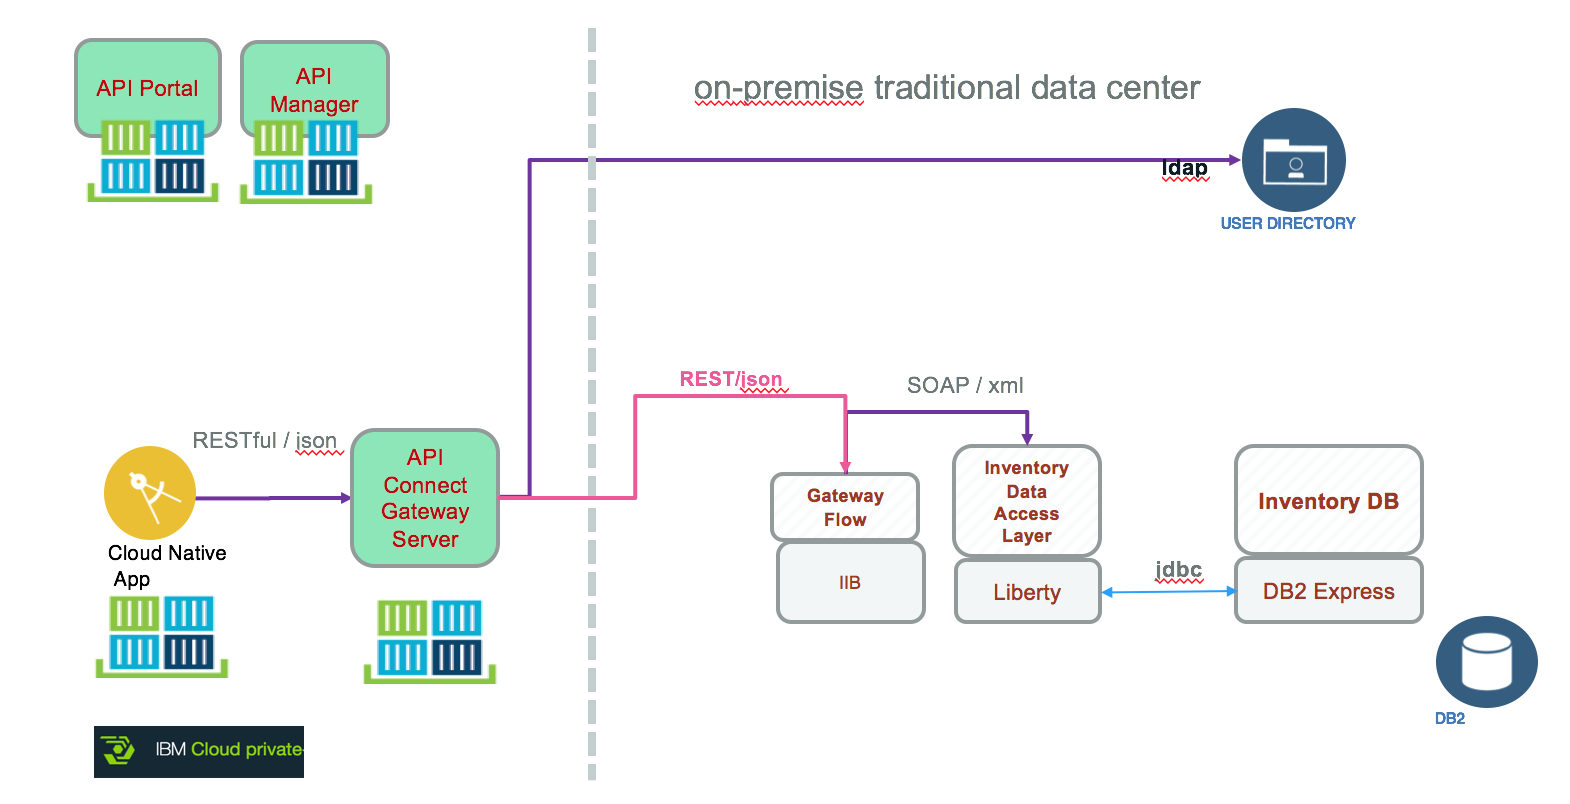 API Portal
API
Manager
on-premise traditional data center
ldap
USER DIRECTORY
REST/json
SOAP / xml
RESTful / json
API
Connect
Gateway
Server
Cloud Native
App
Gateway
Flow
IIB
Inventory
Data
Access
Layer
Liberty
jdbc
Inventory DB
DB2 Express
DB2
IBM Cloud private